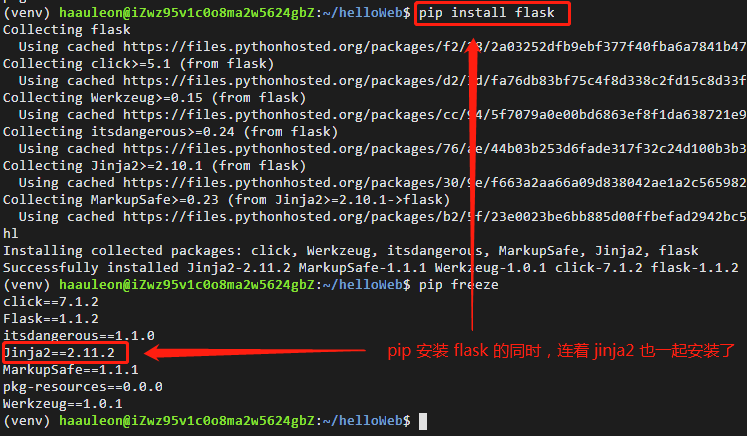 (venv) haauleon@iZwz95v1c0o8ma2w5624gbZ:~/helloWeb$ pip install flask
Collecting flask
Using cached https://files.pythonhosted.org/packages/f2/28/2a03252dfb9ebf377f40fba6a7841b47
Collecting click>=5.1 (from flask)
Using cached https://files.pythonhosted.org/packages/d2/3d/fa76db83bf75c4f8d338c2fd15c8d33f
Collecting Werkzeug>=0.15 (from flask)
Using cached https://files.pythonhosted.org/packages/cc/94/5f7079a0e00bd6863ef8f1da638721e9
Collecting itsdangerous>=0.24 (from flask)
Using cached https://files.pythonhosted.org/packages/76/ae/44b03b253d6fade317f32c24d100b3b3
Collecting Jinja2>=2.10.1 (from flask)
Using cached https://files.pythonhosted.org/packages/30/9e/f663a2aa66a09d838042ae1a2c565982
Collecting MarkupSafe>=0.23 (from Jinja2>=2.10.1->flask)
Using cached https://files.pythonhosted.org/packages/b2/5f/23e0023be6bb885d00ffbefad2942bc5
hl
Installing collected packages: click, Werkzeug, itsdangerous, MarkupSafe, Jinja2, flask
Successfully installed Jinja2-2.11.2 MarkupSafe-1.1.1 Werkzeug-1.0.1 click-7.1.2 flask-1.1.2
(venv) haauleon@iZwz95v1c0o8ma2w5624gbZ:~/helloWeb$ pip freeze
click==7.1.2
Flask==1.1.2
itsdangerous==1.1.0
Jinja2==2.11.2
pip 安装 flask 的同时，连着 jinja2 也一起安装了
MarkupSafe==1.1.1
pkg-resources==0.0.0
Werkzeug==1.0.1
(venv) haauleon@iZwz95v1c0o8ma2w5624gbZ:~/helloWeb$